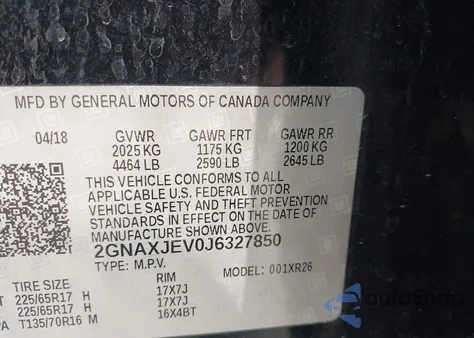 MFD BY GENERAL MOTORS OF CANADA COMPANY
04/18 GVWR GAWR FRT GAWR RR
2025 KG 1175 KG 1200 KG
4464 LB 2590 LB 2645 LB
THIS VEHICLE CONFORMS TO ALL
APPLICABLE U.S. FEDERAL MOTOR
VEHICLE SAFETY AND THEFT PREVENTION
STANDARDS IN EFFECT ON THE
DATE OF MANUFACTURE SHOWN ABOVE.
2GNAXJEV0J6327850
TYPE: M.P.V. MODEL: 001XR26
TIRE SIZE RIM
225/65R17 H 17X7J
225/65R17 H 17X7J
PA T135/70R16 M 16X4BT
autoSnap